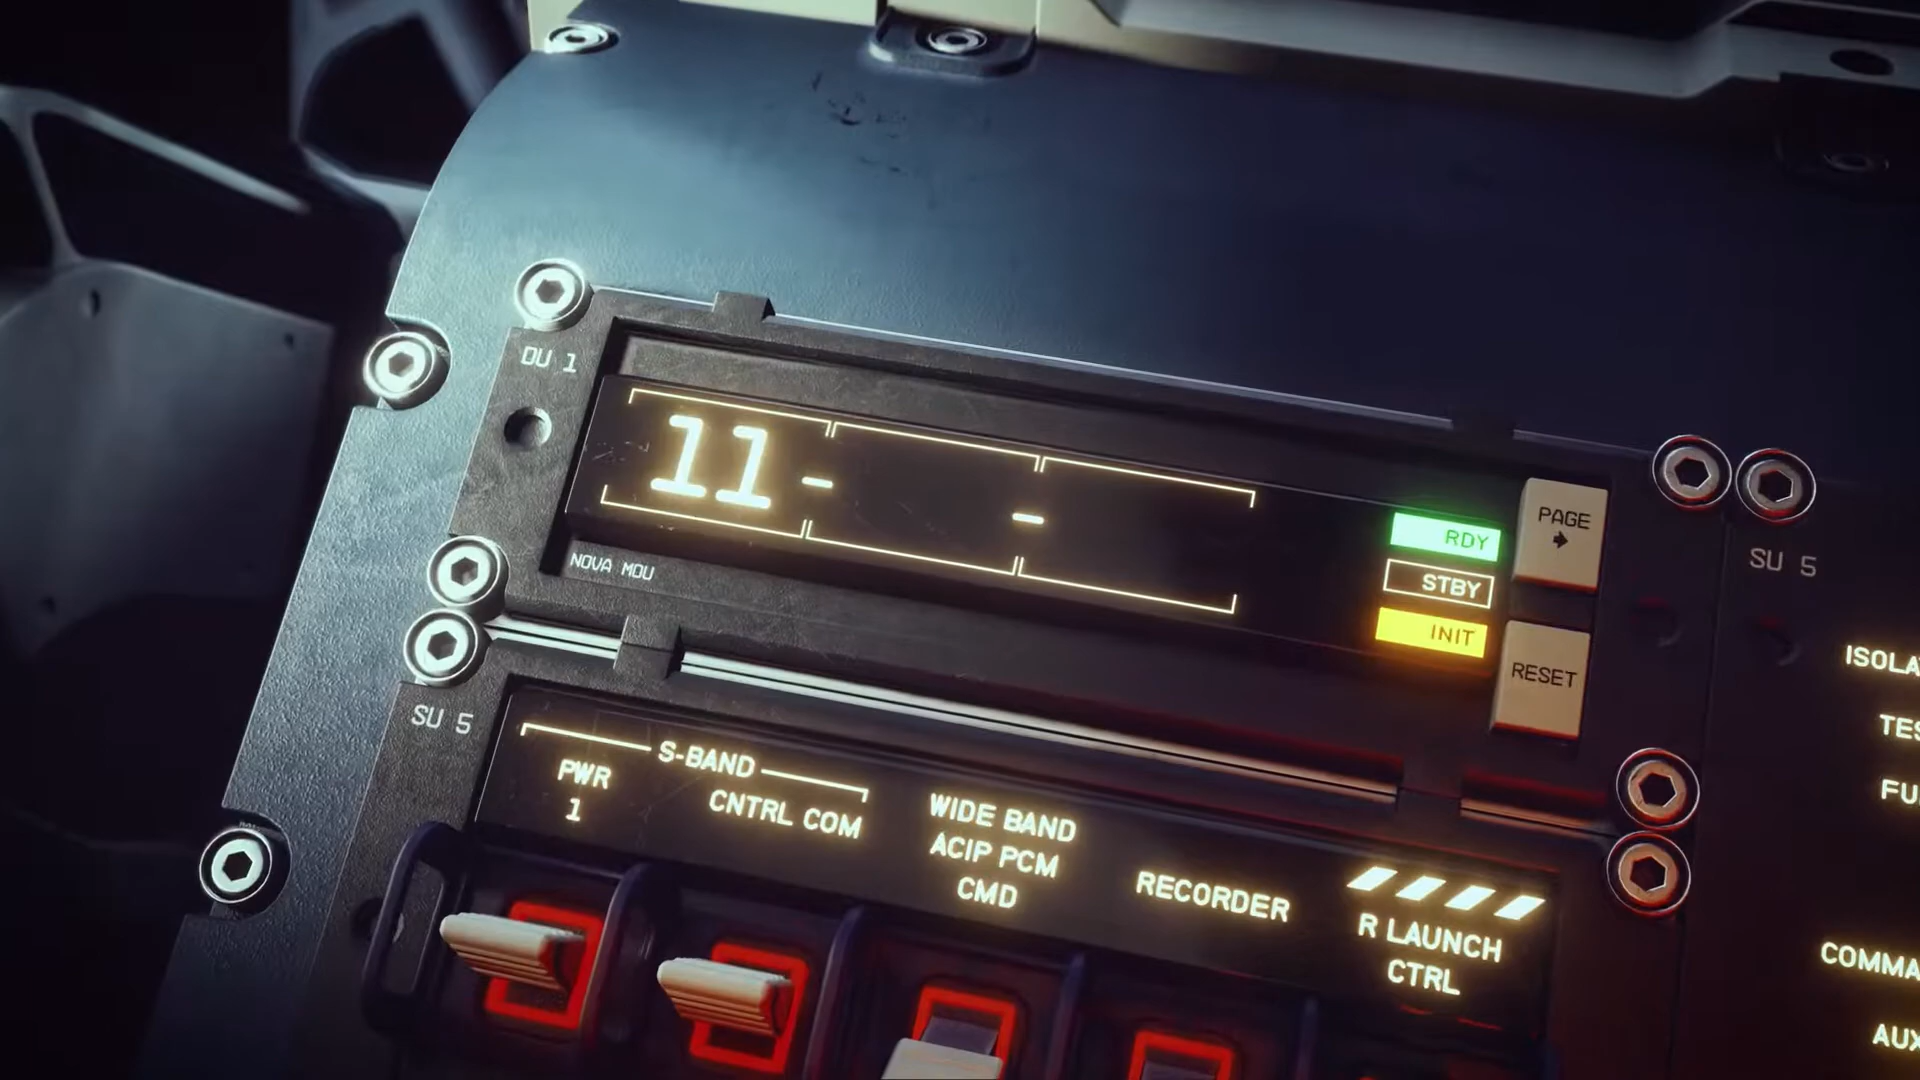 DU 1
11- -
RDY
STBY
INIT
PAGE
RESET
NOVA MDU
SU 5
SU 5
S-BAND
PWR
1
CNTRL COM
WIDE BAND
ACIP PCM
CMD
RECORDER
R LAUNCH
CTRL